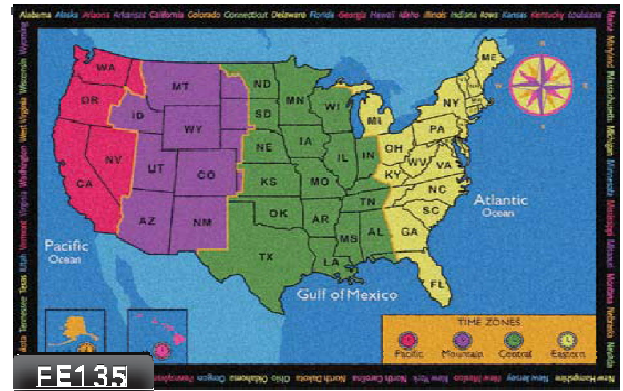 Alabama Alaska Arizona Arkansas California Colorado Connecticut Delaware Florida Georgia Hawaii Idaho Illinois Indiana Iowa Kansas Kentucky Louisiana
Maine Maryland Massachusetts Michigan Minnesota Mississippi Missouri Montana Nebraska Nevada
New Hampshire New Jersey New Mexico New York North Carolina North Dakota Ohio Oklahoma Oregon Pennsylvania
Tennessee Texas Utah Vermont Virginia Washington West Virginia Wisconsin Wyoming
WA
MT
ND
MN
ME
OR
ID
SD
WI
MI
NY
WY
NE
IA
PA
NV
UT
CO
IL
IN
OH
WV
VA
CA
KS
MO
KY
NC
AZ
NM
OK
AR
TN
SC
TX
MS
AL
GA
LA
FL
Pacific
Ocean
Atlantic
Ocean
Gulf of Mexico
TIME ZONES
Pacific
Mountain
Central
Eastern
FE135